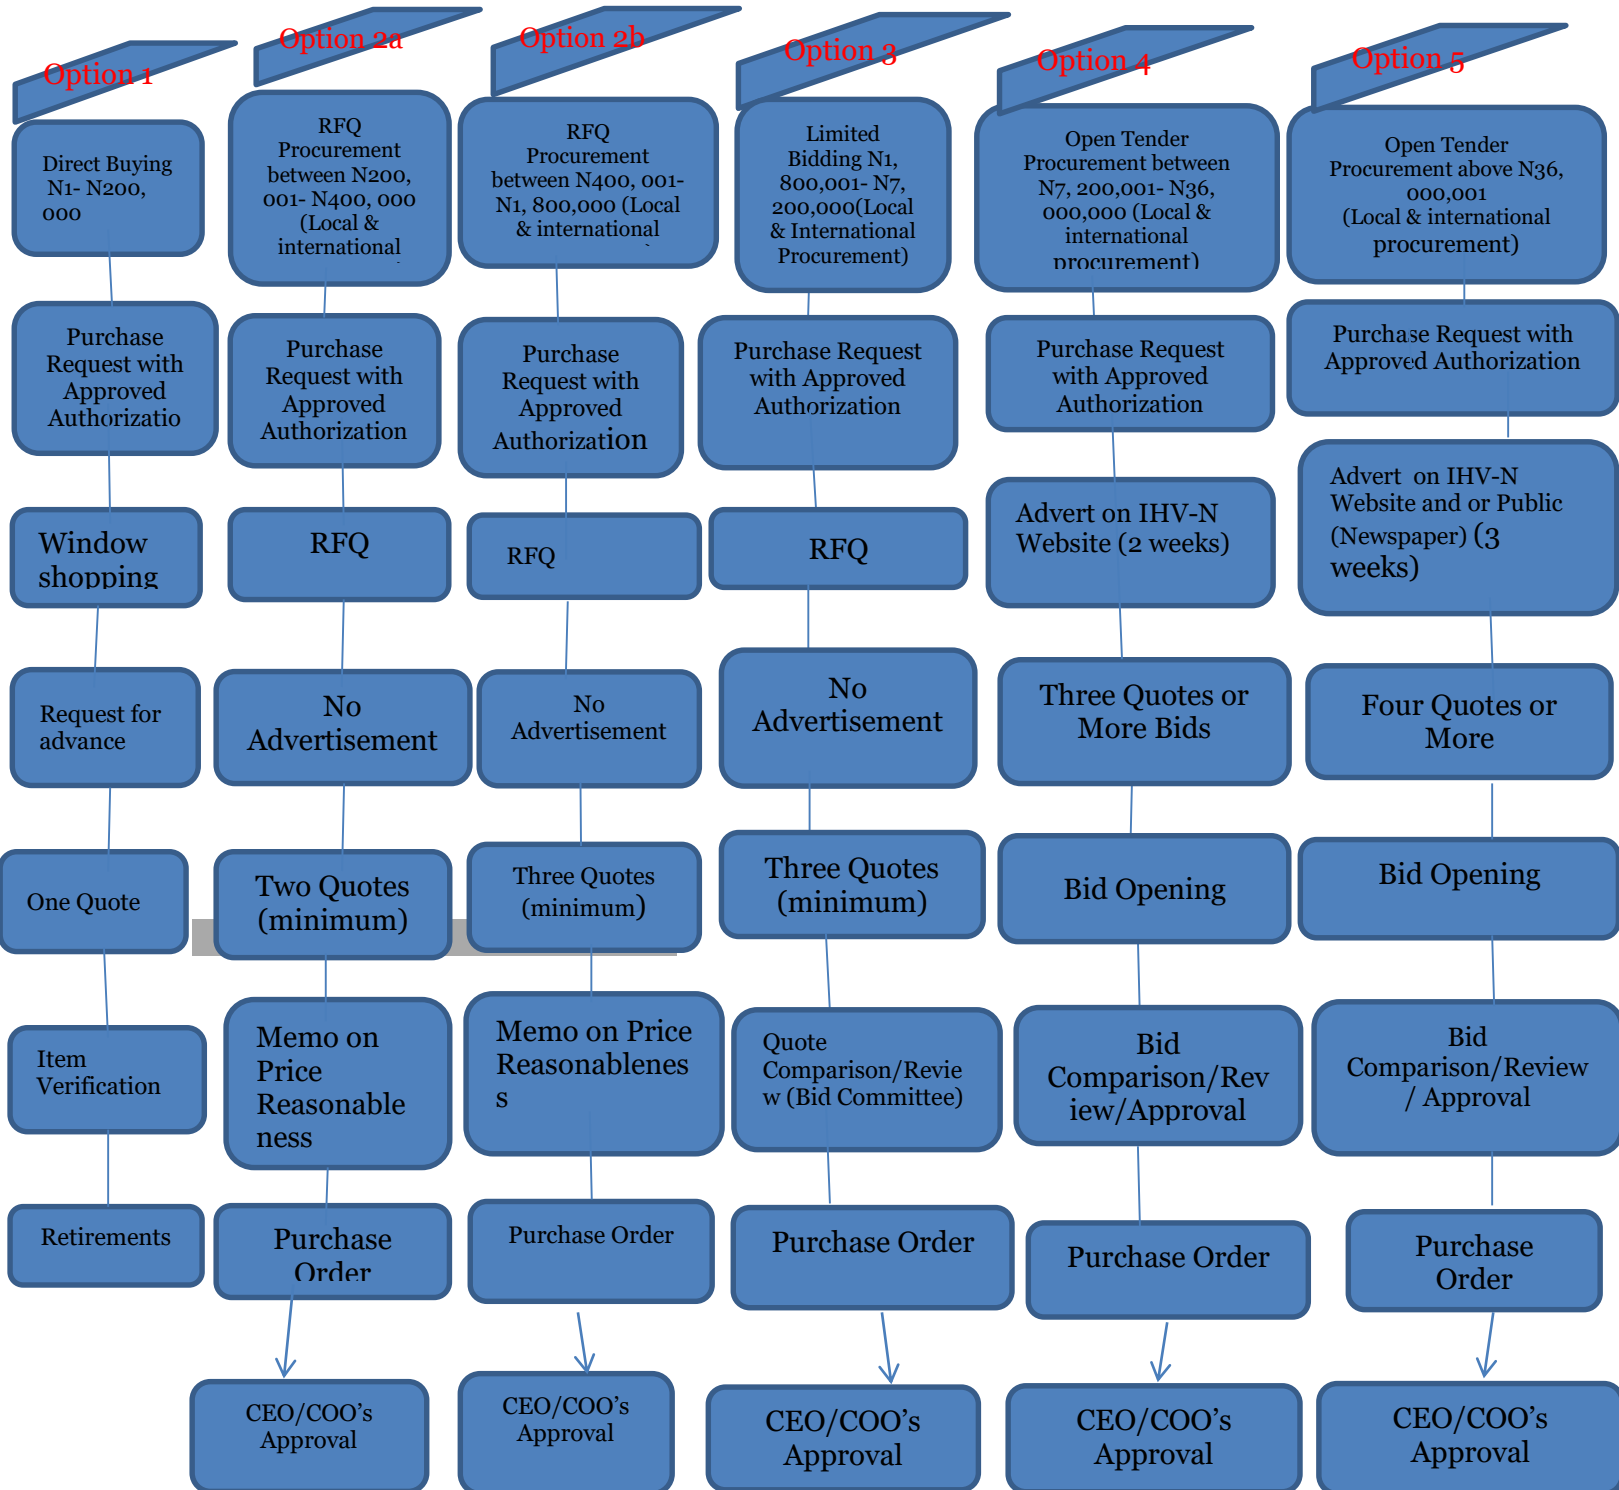 Option 1
Direct Buying
N1- N200,
000
Purchase
Request with
Approved
Authorizatio
Window
shopping
Request for
advance
One Quote
Item
Verification
Retirements
Option 2a
RFQ
Procurement
between N200,
001- N400, 000
(Local &
international
Purchase
Request with
Approved
Authorization
RFQ
No
Advertisement
Two Quotes
(minimum)
Memo on
Price
Reasonable
ness
Purchase
Order
CEO/COO’s
Approval
Option 2b
RFQ
Procurement
between N400, 001-
N1, 800,000 (Local
& international
Purchase
Request with
Approved
Authorization
RFQ
No
Advertisement
Three Quotes
(minimum)
Memo on Price
Reasonablenes
s
Purchase Order
CEO/COO’s
Approval
Option 3
Limited
Bidding N1,
800,001- N7,
200,000(Local
& International
Procurement)
Purchase Request
with Approved
Authorization
RFQ
No
Advertisement
Three Quotes
(minimum)
Quote
Comparison/Revie
w (Bid Committee)
Purchase Order
CEO/COO’s
Approval
Option 4
Open Tender
Procurement between
N7, 200,001- N36,
000,000 (Local &
international
procurement)
Purchase Request
with Approved
Authorization
Advert on IHV-N
Website (2 weeks)
Three Quotes or
More Bids
Bid Opening
Bid
Comparison/Rev
iew/Approval
Purchase Order
CEO/COO’s
Approval
Option 5
Open Tender
Procurement above N36,
000,001
(Local & international
procurement)
Purchase Request with
Approved Authorization
Advert on IHV-N
Website and or Public
(Newspaper) (3
weeks)
Four Quotes or
More
Bid Opening
Bid
Comparison/Review
/ Approval
Purchase
Order
CEO/COO’s
Approval